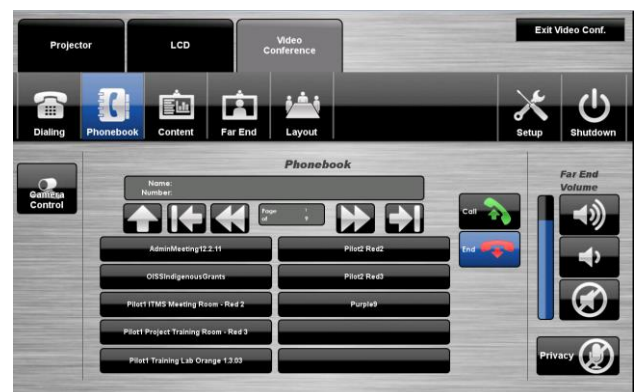 Projector
LCD
Video
Conference
Exit Video Conf.
Dialing
Phonebook
Content
Far End
Layout
Setup
Shutdown
Phonebook
Camera
Control
Name:
Number:
Page 1
of 9
Call
End
AdminMeeting12.2.11
Pilot2 Red2
OISSIndigenousGrants
Pilot2 Red3
Pilot1 ITMS Meeting Room - Red 2
Purple9
Pilot1 Project Training Room - Red 3
Pilot1 Training Lab Orange 1.3.03
Far End
Volume
Privacy